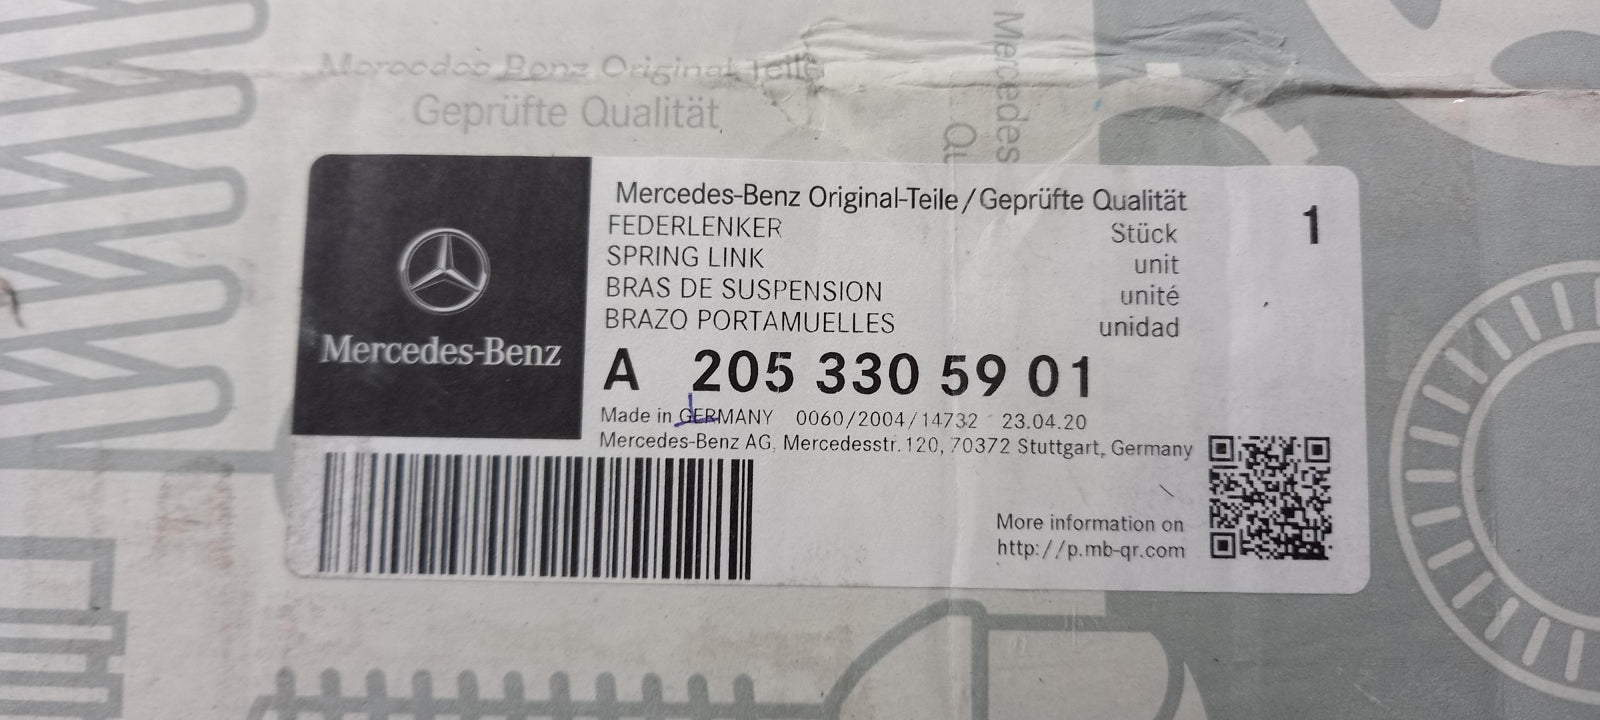 Mercedes-Benz Original-Teile
Geprüfte Qualität
Mercedes
Qu
Mercedes-Benz
Mercedes-Benz Original-Teile/Geprüfte Qualität
FEDERLENKER Stück 1
SPRING LINK unit
BRAS DE SUSPENSION unité
BRAZO PORTAMUELLES unidad
A 205 330 59 01
Made in GERMANY 0060/2004/14732 23.04.20
Mercedes-Benz AG, Mercedesstr. 120, 70372 Stuttgart, Germany
More information on
http://p.mb-qr.com